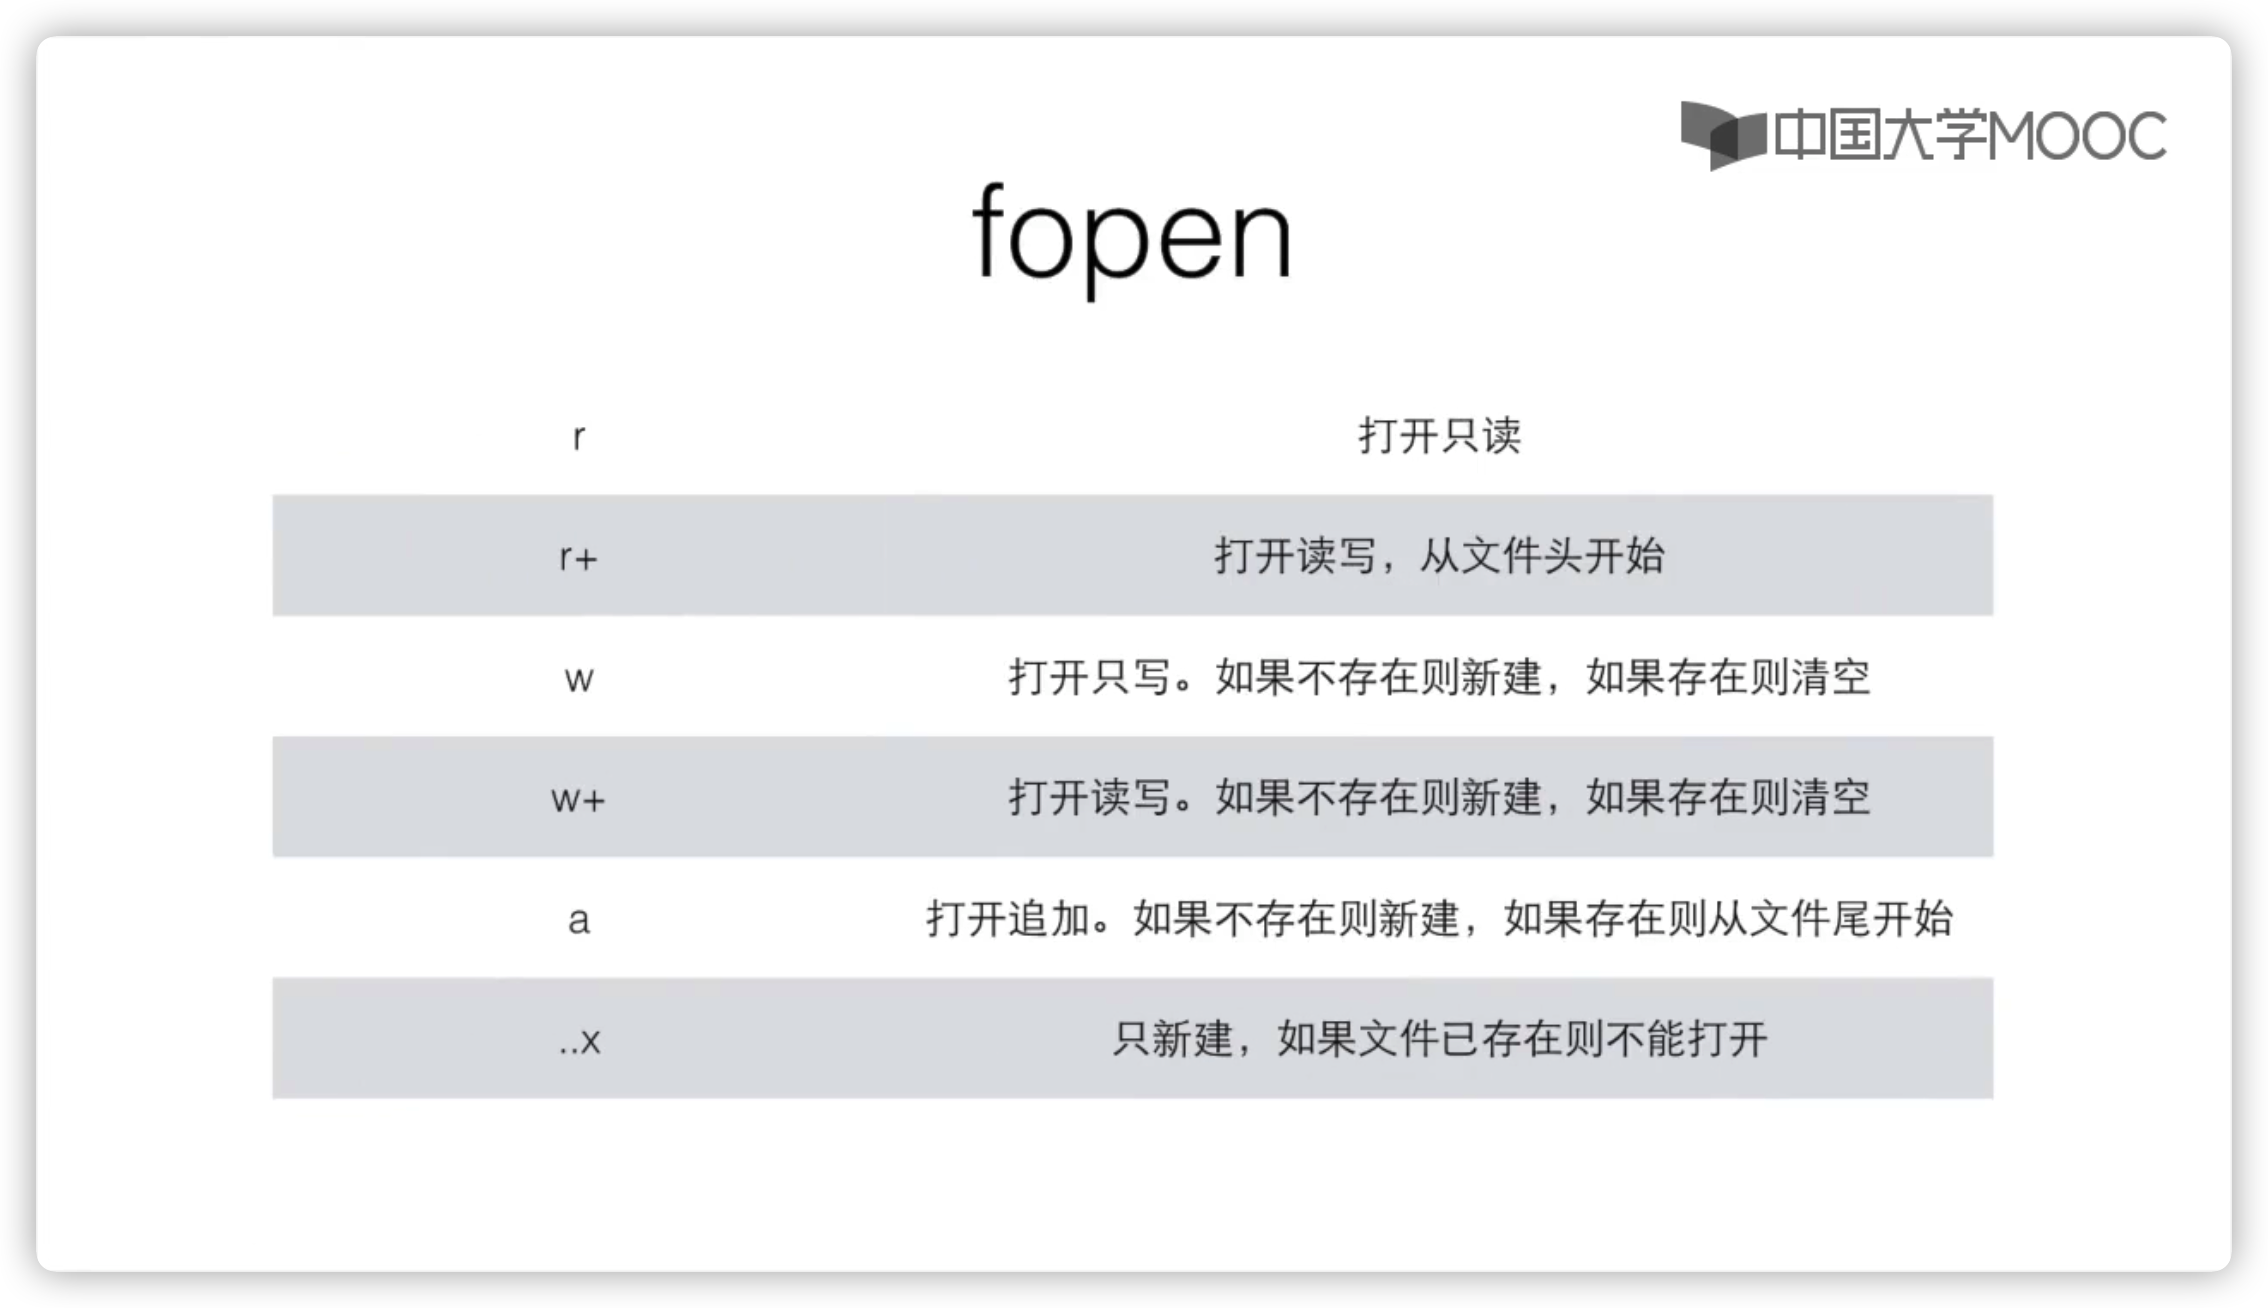 中国大学MOOC
fopen
r 打开只读
r+ 打开读写，从文件头开始
w 打开只写。如果不存在则新建，如果存在则清空
w+ 打开读写。如果不存在则新建，如果存在则清空
a 打开追加。如果不存在则新建，如果存在则从文件尾开始
..x 只新建，如果文件已存在则不能打开